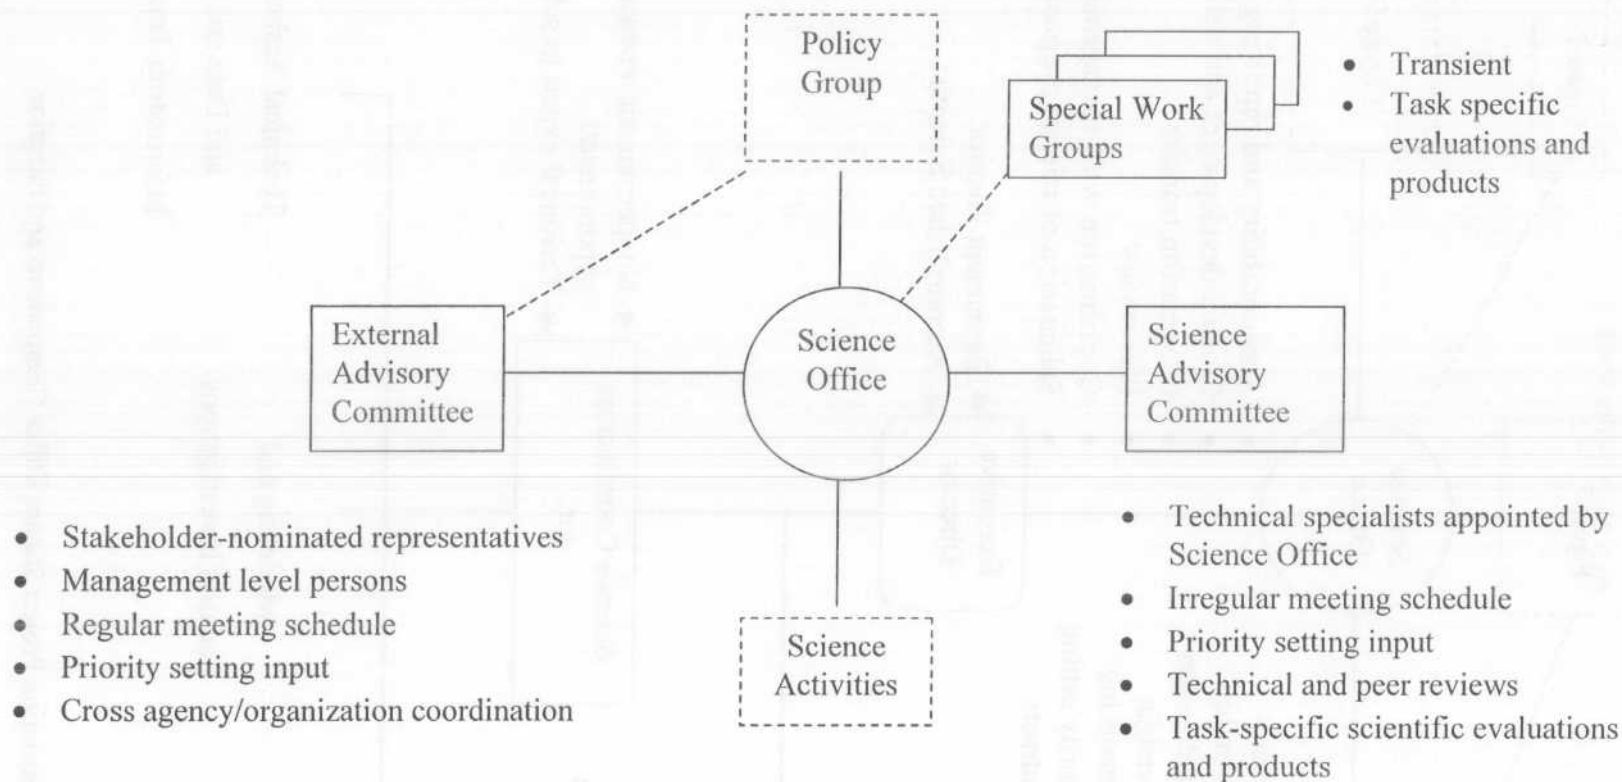 Policy
Group
Special Work
Groups
• Transient
• Task specific
evaluations and
products
External
Advisory
Committee
Science
Office
Science
Advisory
Committee
• Stakeholder-nominated representatives
• Management level persons
• Regular meeting schedule
• Priority setting input
• Cross agency/organization coordination
Science
Activities
• Technical specialists appointed by
Science Office
• Irregular meeting schedule
• Priority setting input
• Technical and peer reviews
• Task-specific scientific evaluations
and products